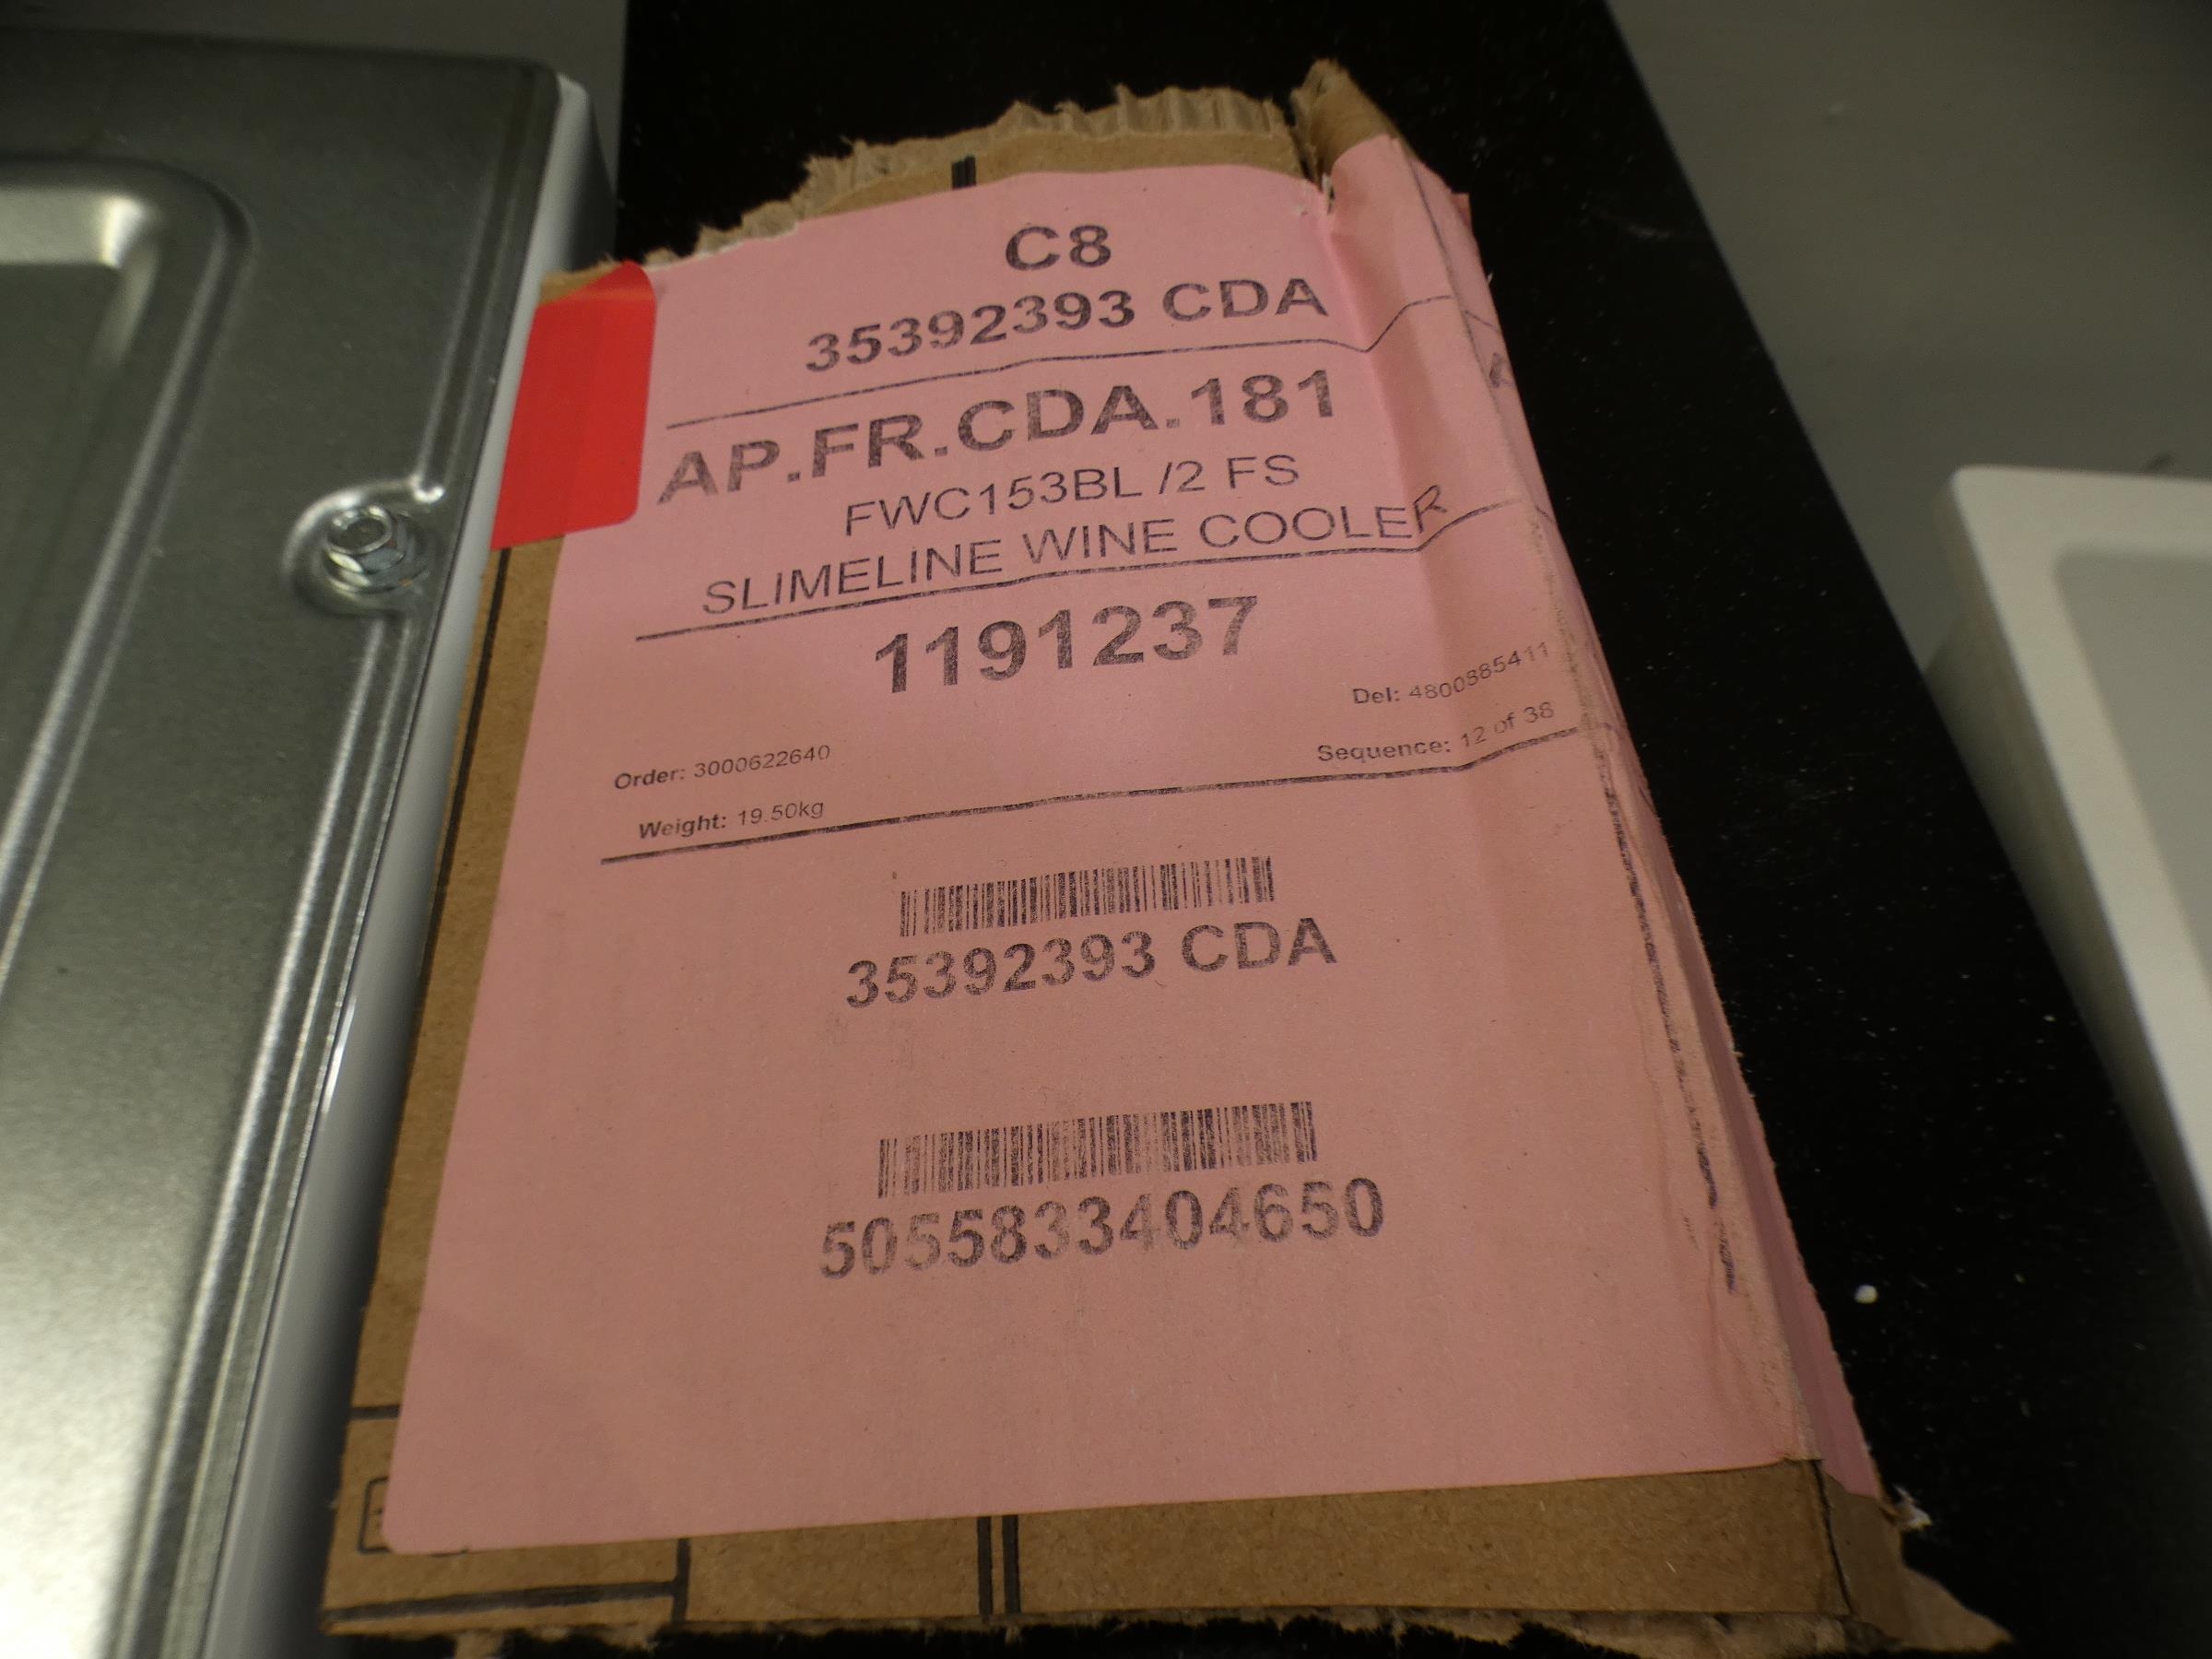 C8
35392393 CDA
AP.FR.CDA.181
FWC153BL /2 FS
SLIMELINE WINE COOLER
1191237
Del: 4800885411
Order: 3000622640
Sequence: 12 of 38
Weight: 19.50kg
35392393 CDA
5055833404650